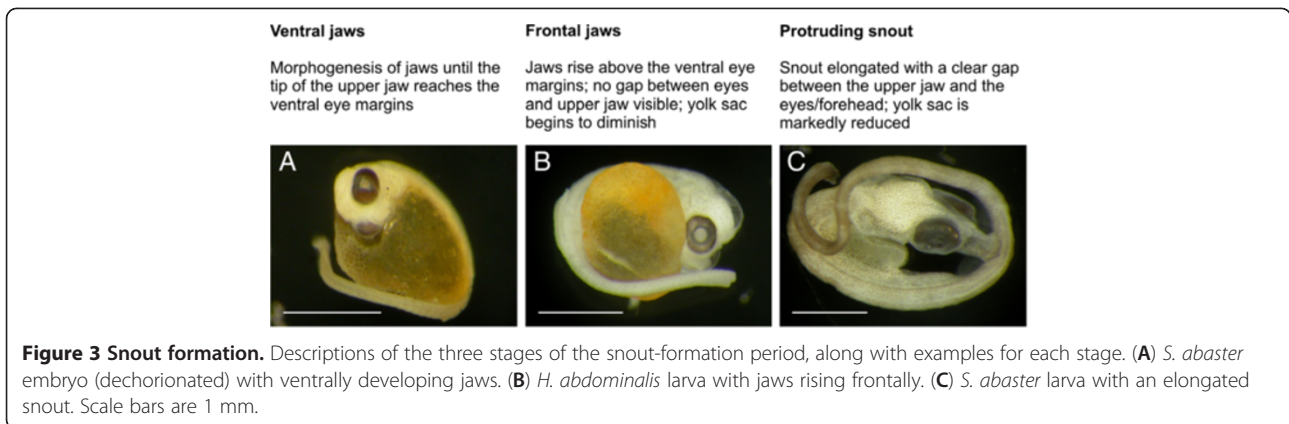 Ventral jaws
Morphogenesis of jaws until the
tip of the upper jaw reaches the
ventral eye margins
Frontal jaws
Jaws rise above the ventral eye
margins; no gap between eyes
and upper jaw visible; yolk sac
begins to diminish
Protruding snout
Snout elongated with a clear gap
between the upper jaw and the
eyes/forehead; yolk sac is
markedly reduced
A
B
C
Figure 3 Snout formation. Descriptions of the three stages of the snout-formation period, along with examples for each stage. (A) S. abaster
embryo (dechorionated) with ventrally developing jaws. (B) H. abdominalis larva with jaws rising frontally. (C) S. abaster larva with an elongated
snout. Scale bars are 1 mm.